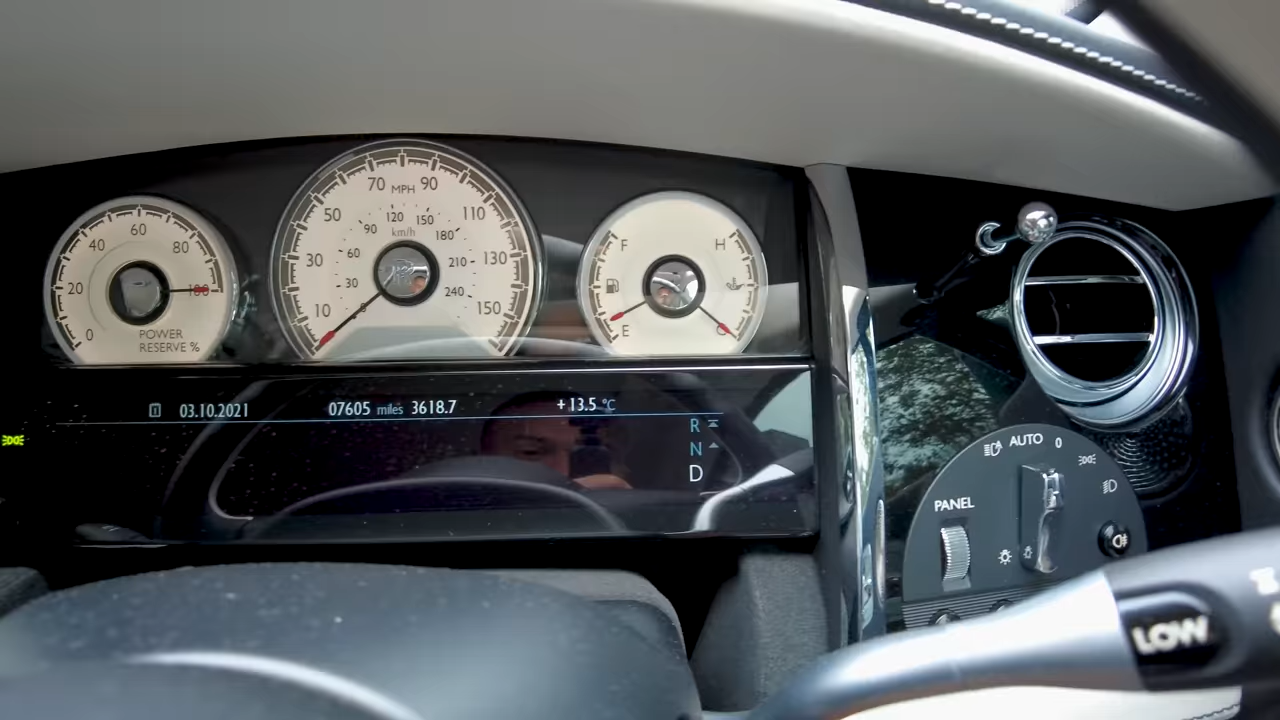 0 20 40 60 80 100
POWER
RESERVE %
10 30 50 70 90 110 130 150
MPH
30 60 90 120 150 180 210 240
km/h
F
E
H
C
03.10.2021
07605 miles 3618.7
+13.5 °C
R
N
D
AUTO 0
PANEL
LOW